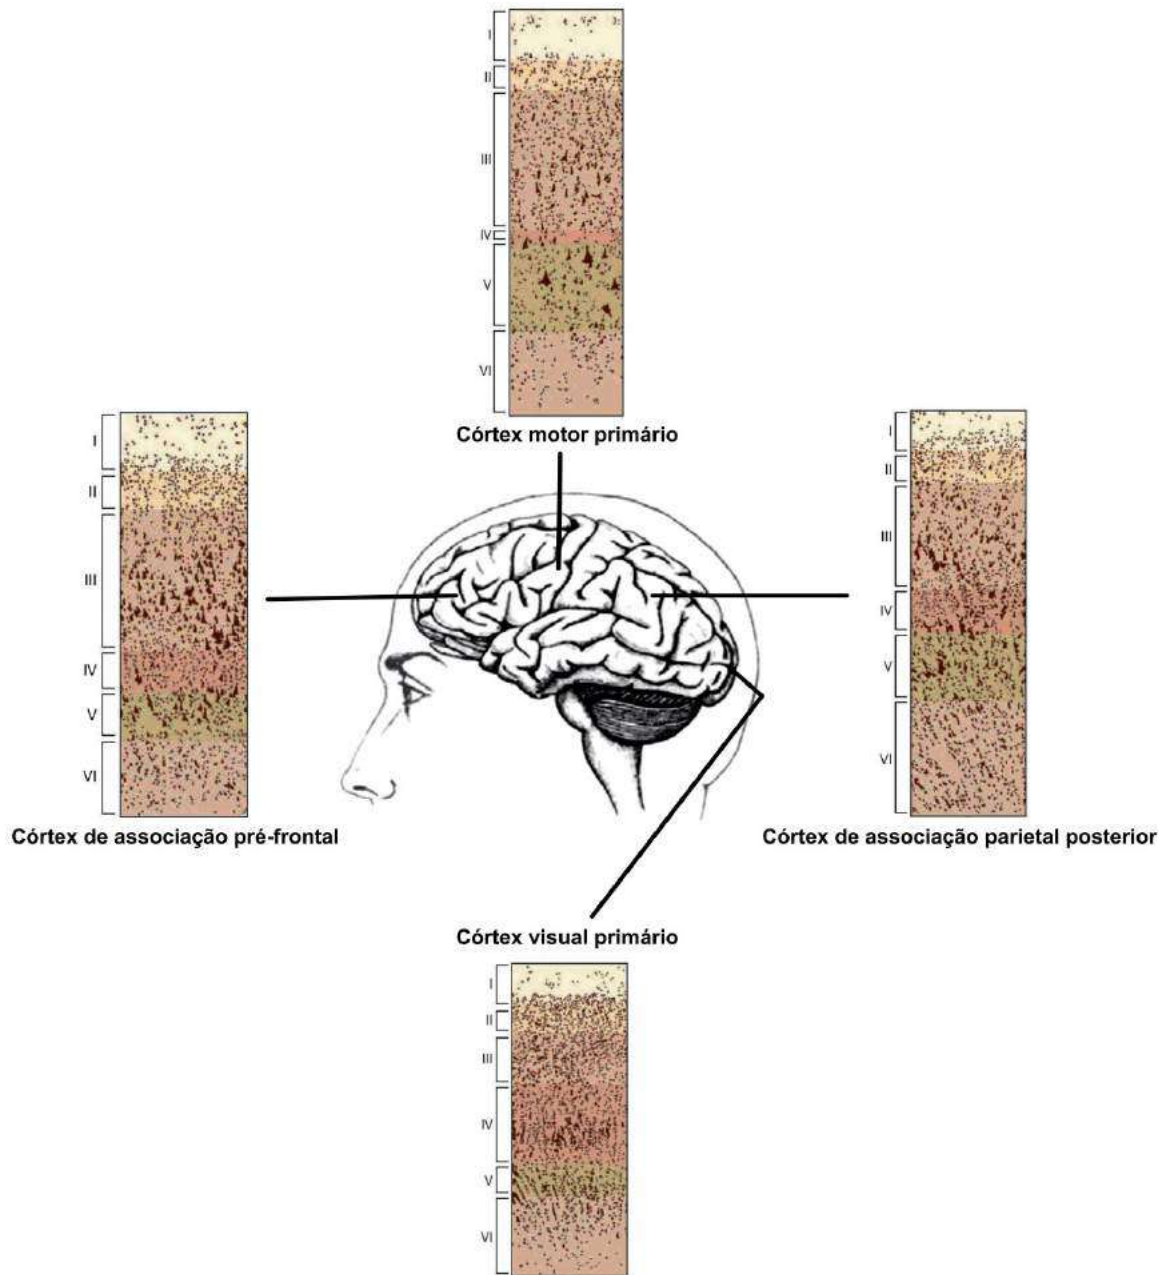 I
II
III
IV
V
VI
Córtex motor primário
I
II
III
IV
V
VI
Córtex de associação pré-frontal
I
II
III
IV
V
VI
Córtex de associação parietal posterior
Córtex visual primário
I
II
III
IV
V
VI